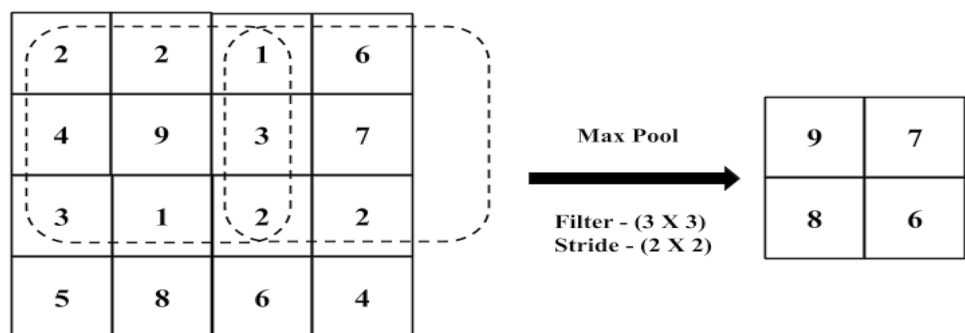 2 2 1 6
4 9 3 7
3 1 2 2
5 8 6 4
Max Pool
Filter - (3 X 3)
Stride - (2 X 2)
9 7
8 6